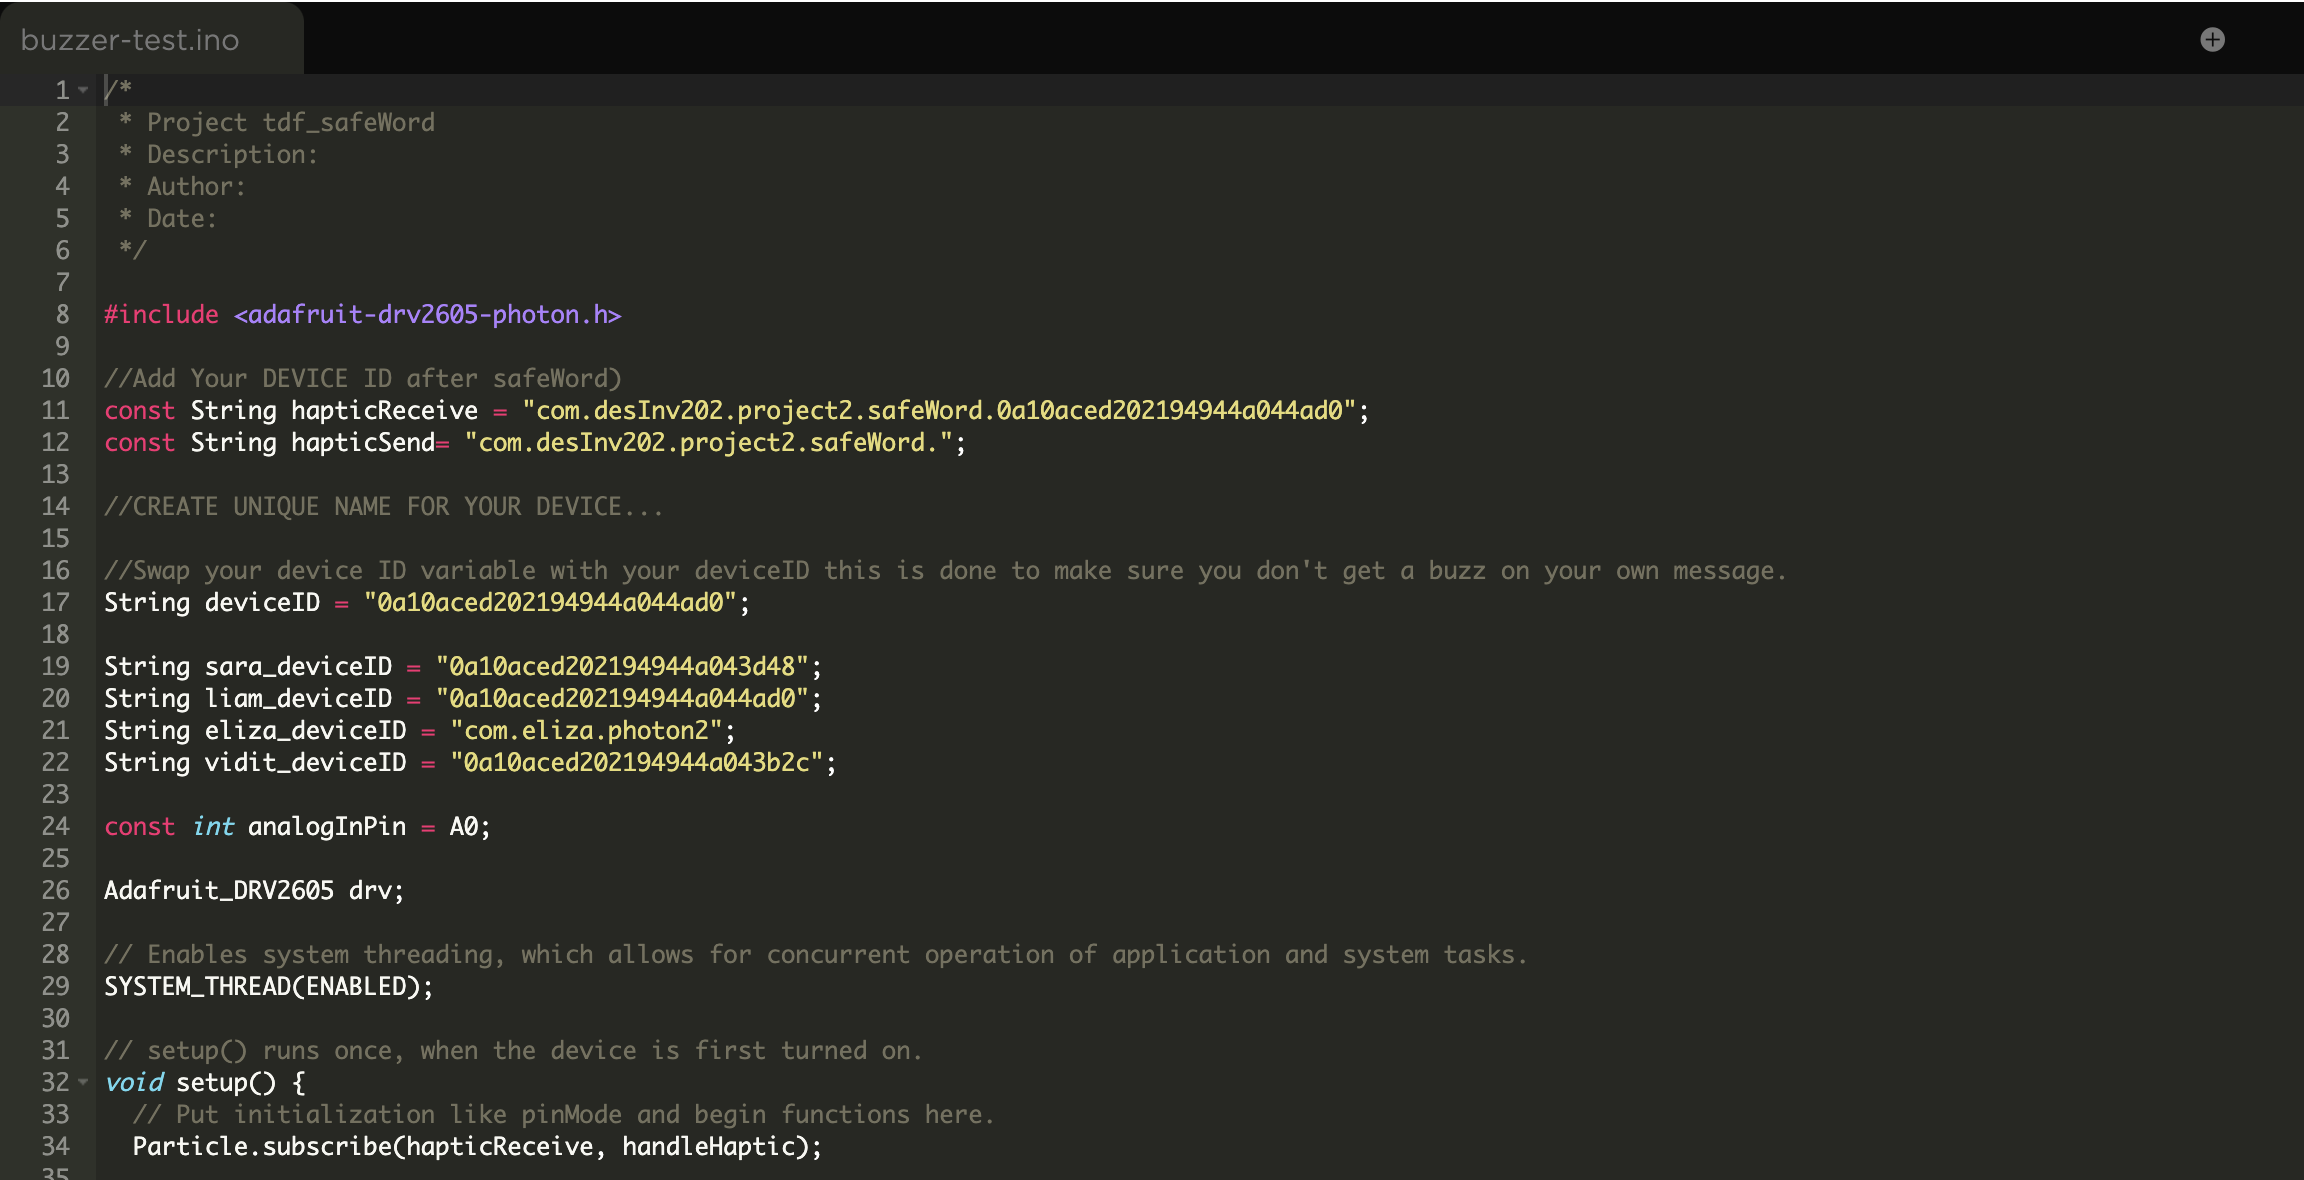 buzzer-test.ino
1 /*
2  * Project tdf_safeWord
3  * Description:
4  * Author:
5  * Date:
6  */
7
8 #include <adafruit-drv2605-photon.h>
9
10 //Add Your DEVICE ID after safeWord)
11 const String hapticReceive = "com.desInv202.project2.safeWord.0a10aced202194944a044ad0";
12 const String hapticSend= "com.desInv202.project2.safeWord.";
13
14 //CREATE UNIQUE NAME FOR YOUR DEVICE...
15
16 //Swap your device ID variable with your deviceID this is done to make sure you don't get a buzz on your own message.
17 String deviceID = "0a10aced202194944a044ad0";
18
19 String sara_deviceID = "0a10aced202194944a043d48";
20 String liam_deviceID = "0a10aced202194944a044ad0";
21 String eliza_deviceID = "com.eliza.photon2";
22 String vidit_deviceID = "0a10aced202194944a043b2c";
23
24 const int analogInPin = A0;
25
26 Adafruit_DRV2605 drv;
27
28 // Enables system threading, which allows for concurrent operation of application and system tasks.
29 SYSTEM_THREAD(ENABLED);
30
31 // setup() runs once, when the device is first turned on.
32 void setup() {
33   // Put initialization like pinMode and begin functions here.
34   Particle.subscribe(hapticReceive, handleHaptic);
35